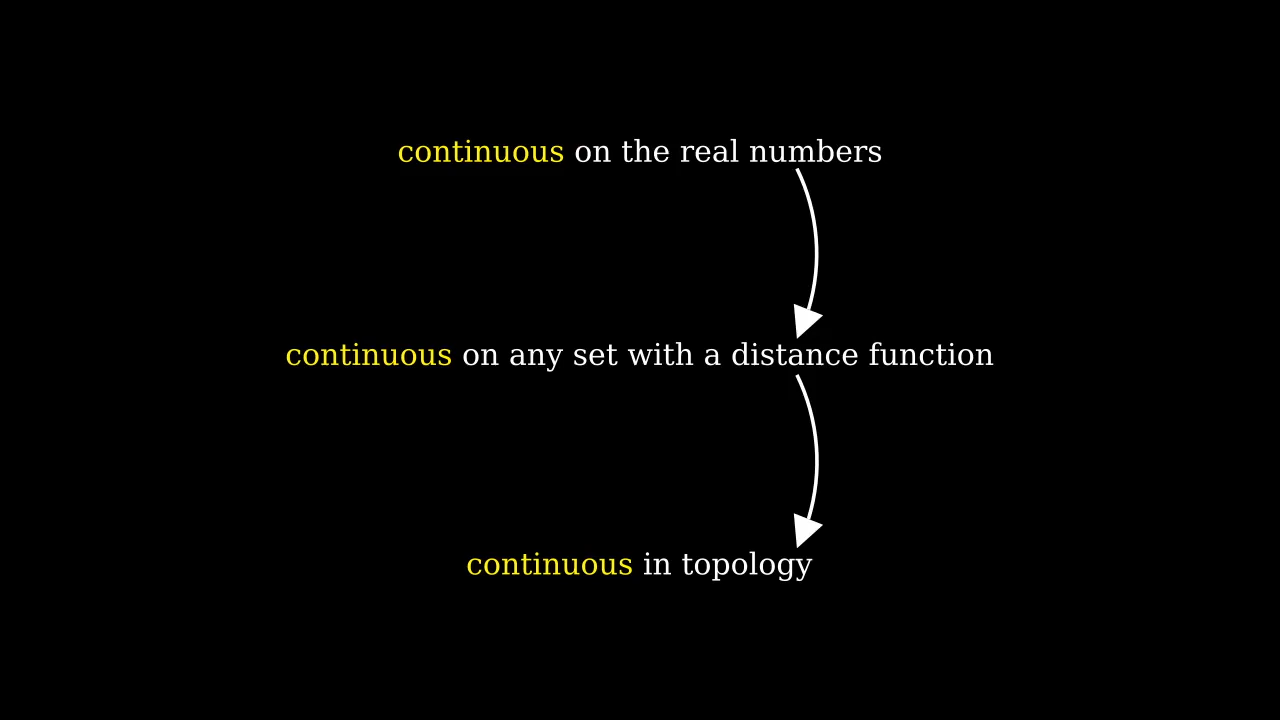 continuous on the real numbers
continuous on any set with a distance function
continuous in topology